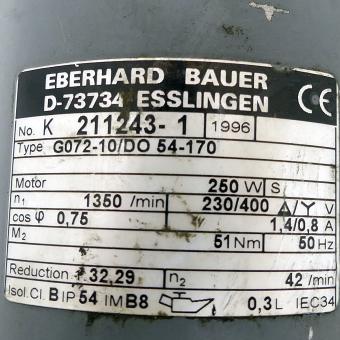 EBERHARD BAUER
D-73734 ESSLINGEN
CE
No. K 211243-1 1996
Type G072-10/DO 54-170
Motor 250 W S
n1 1350 /min 230/400 △/Y V
cos φ 0,75 1,4/0,8 A
M2 51 Nm 50 Hz
Reduction 32,29 n2 42 /min
Isol.Cl. B IP 54 IM B8 0,3 L IEC34